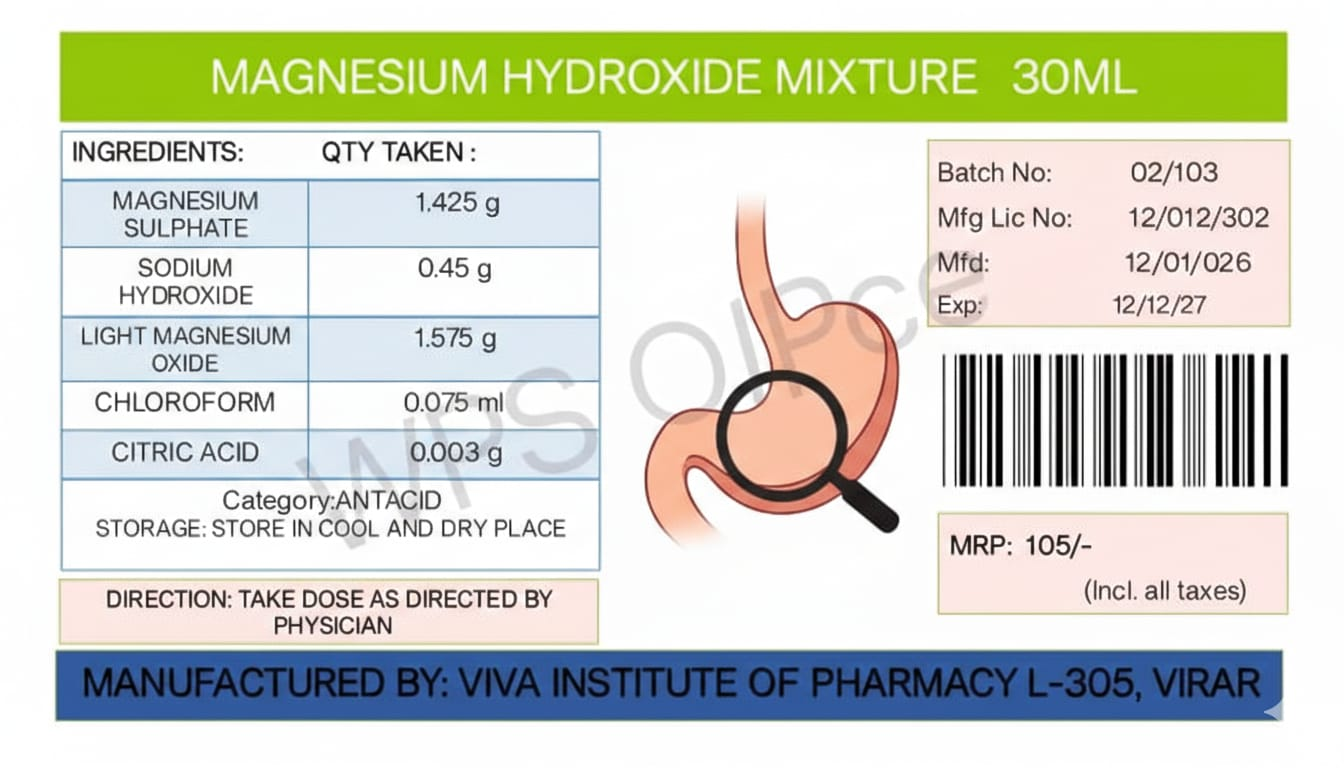 MAGNESIUM HYDROXIDE MIXTURE 30ML
INGREDIENTS: QTY TAKEN :
MAGNESIUM
SULPHATE
1.425 g
SODIUM
HYDROXIDE
0.45 g
LIGHT MAGNESIUM
OXIDE
1.575 g
CHLOROFORM 0.075 ml
CITRIC ACID 0.003 g
Category:ANTACID
STORAGE: STORE IN COOL AND DRY PLACE
DIRECTION: TAKE DOSE AS DIRECTED BY
PHYSICIAN
WPS OIPce
Batch No: 02/103
Mfg Lic No: 12/012/302
Mfd: 12/01/026
Exp: 12/12/27
MRP: 105/-
(Incl. all taxes)
MANUFACTURED BY: VIVA INSTITUTE OF PHARMACY L-305, VIRAR